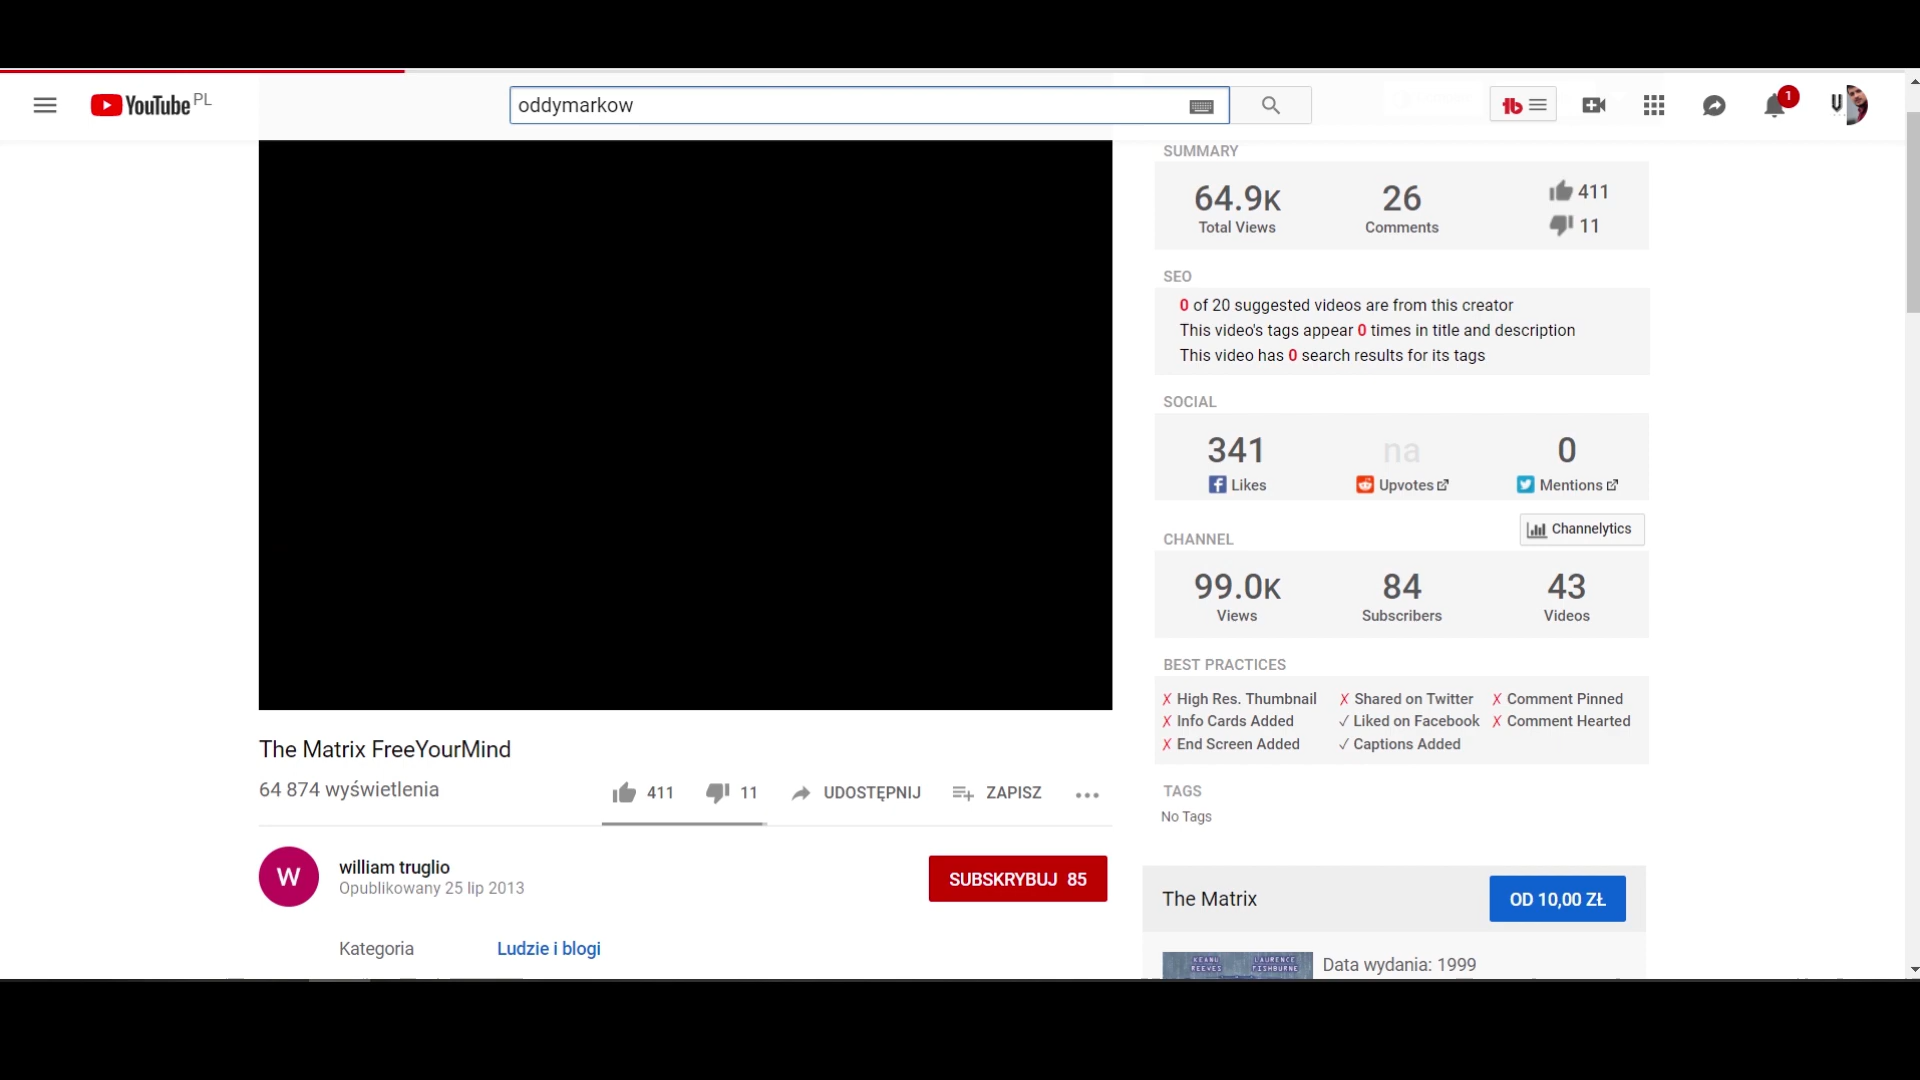 YouTube PL
oddymarkow
1
SUMMARY
64.9K
Total Views
26
Comments
411
11
SEO
0 of 20 suggested videos are from this creator
This video's tags appear 0 times in title and description
This video has 0 search results for its tags
SOCIAL
341
Likes
na
Upvotes
0
Mentions
CHANNEL
Channelytics
99.0K
Views
84
Subscribers
43
Videos
BEST PRACTICES
✗ High Res. Thumbnail ✗ Shared on Twitter ✗ Comment Pinned
✗ Info Cards Added ✓ Liked on Facebook ✗ Comment Hearted
✗ End Screen Added ✓ Captions Added
TAGS
No Tags
The Matrix FreeYourMind
64 874 wyświetlenia
411 11 UDOSTĘPNIJ ZAPISZ
W
william truglio
Opublikowany 25 lip 2013
SUBSKRYBUJ 85
Kategoria Ludzie i blogi
The Matrix
OD 10,00 ZŁ
KEANU REEVES
LAURENCE FISHBURNE
Data wydania: 1999